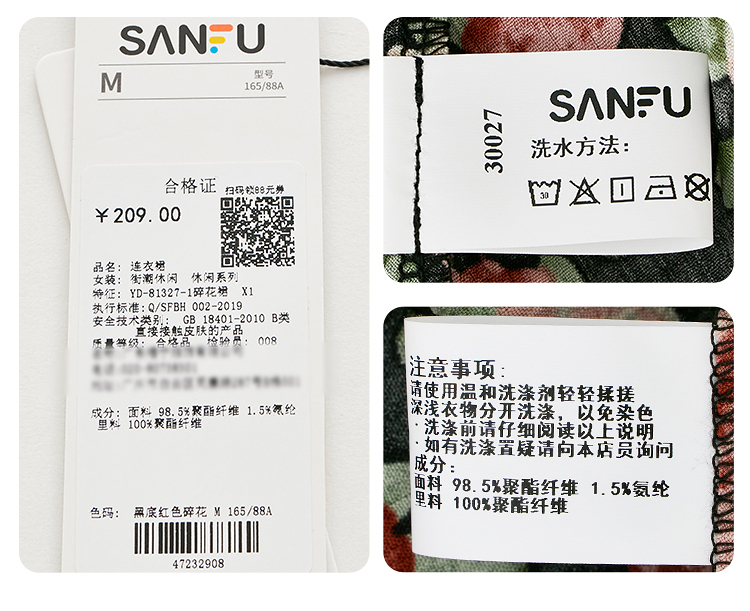 SANFU
M
型号
165/88A
合格证
扫码领88元券
￥209.00
品名: 连衣裙
女装: 街潮休闲 休闲系列
特征: YD-81327-1碎花裙 X1
执行标准:Q/SFBH 002-2019
安全技术类别: GB 18401-2010 B类
直接接触皮肤的产品
质量等级: 合格品 检验员: 008
成分: 面料 98.5%聚酯纤维 1.5%氨纶
里料 100%聚酯纤维
色码: 黑底红色碎花 M 165/88A
47232908
30027
SANFU
洗水方法:
30
注意事项:
请使用温和洗涤剂轻轻揉搓
深浅衣物分开洗涤，以免染色
·洗涤前请仔细阅读以上说明
·如有洗涤置疑请向本店员询问
成分:
面料 98.5%聚酯纤维 1.5%氨纶
里料 100%聚酯纤维